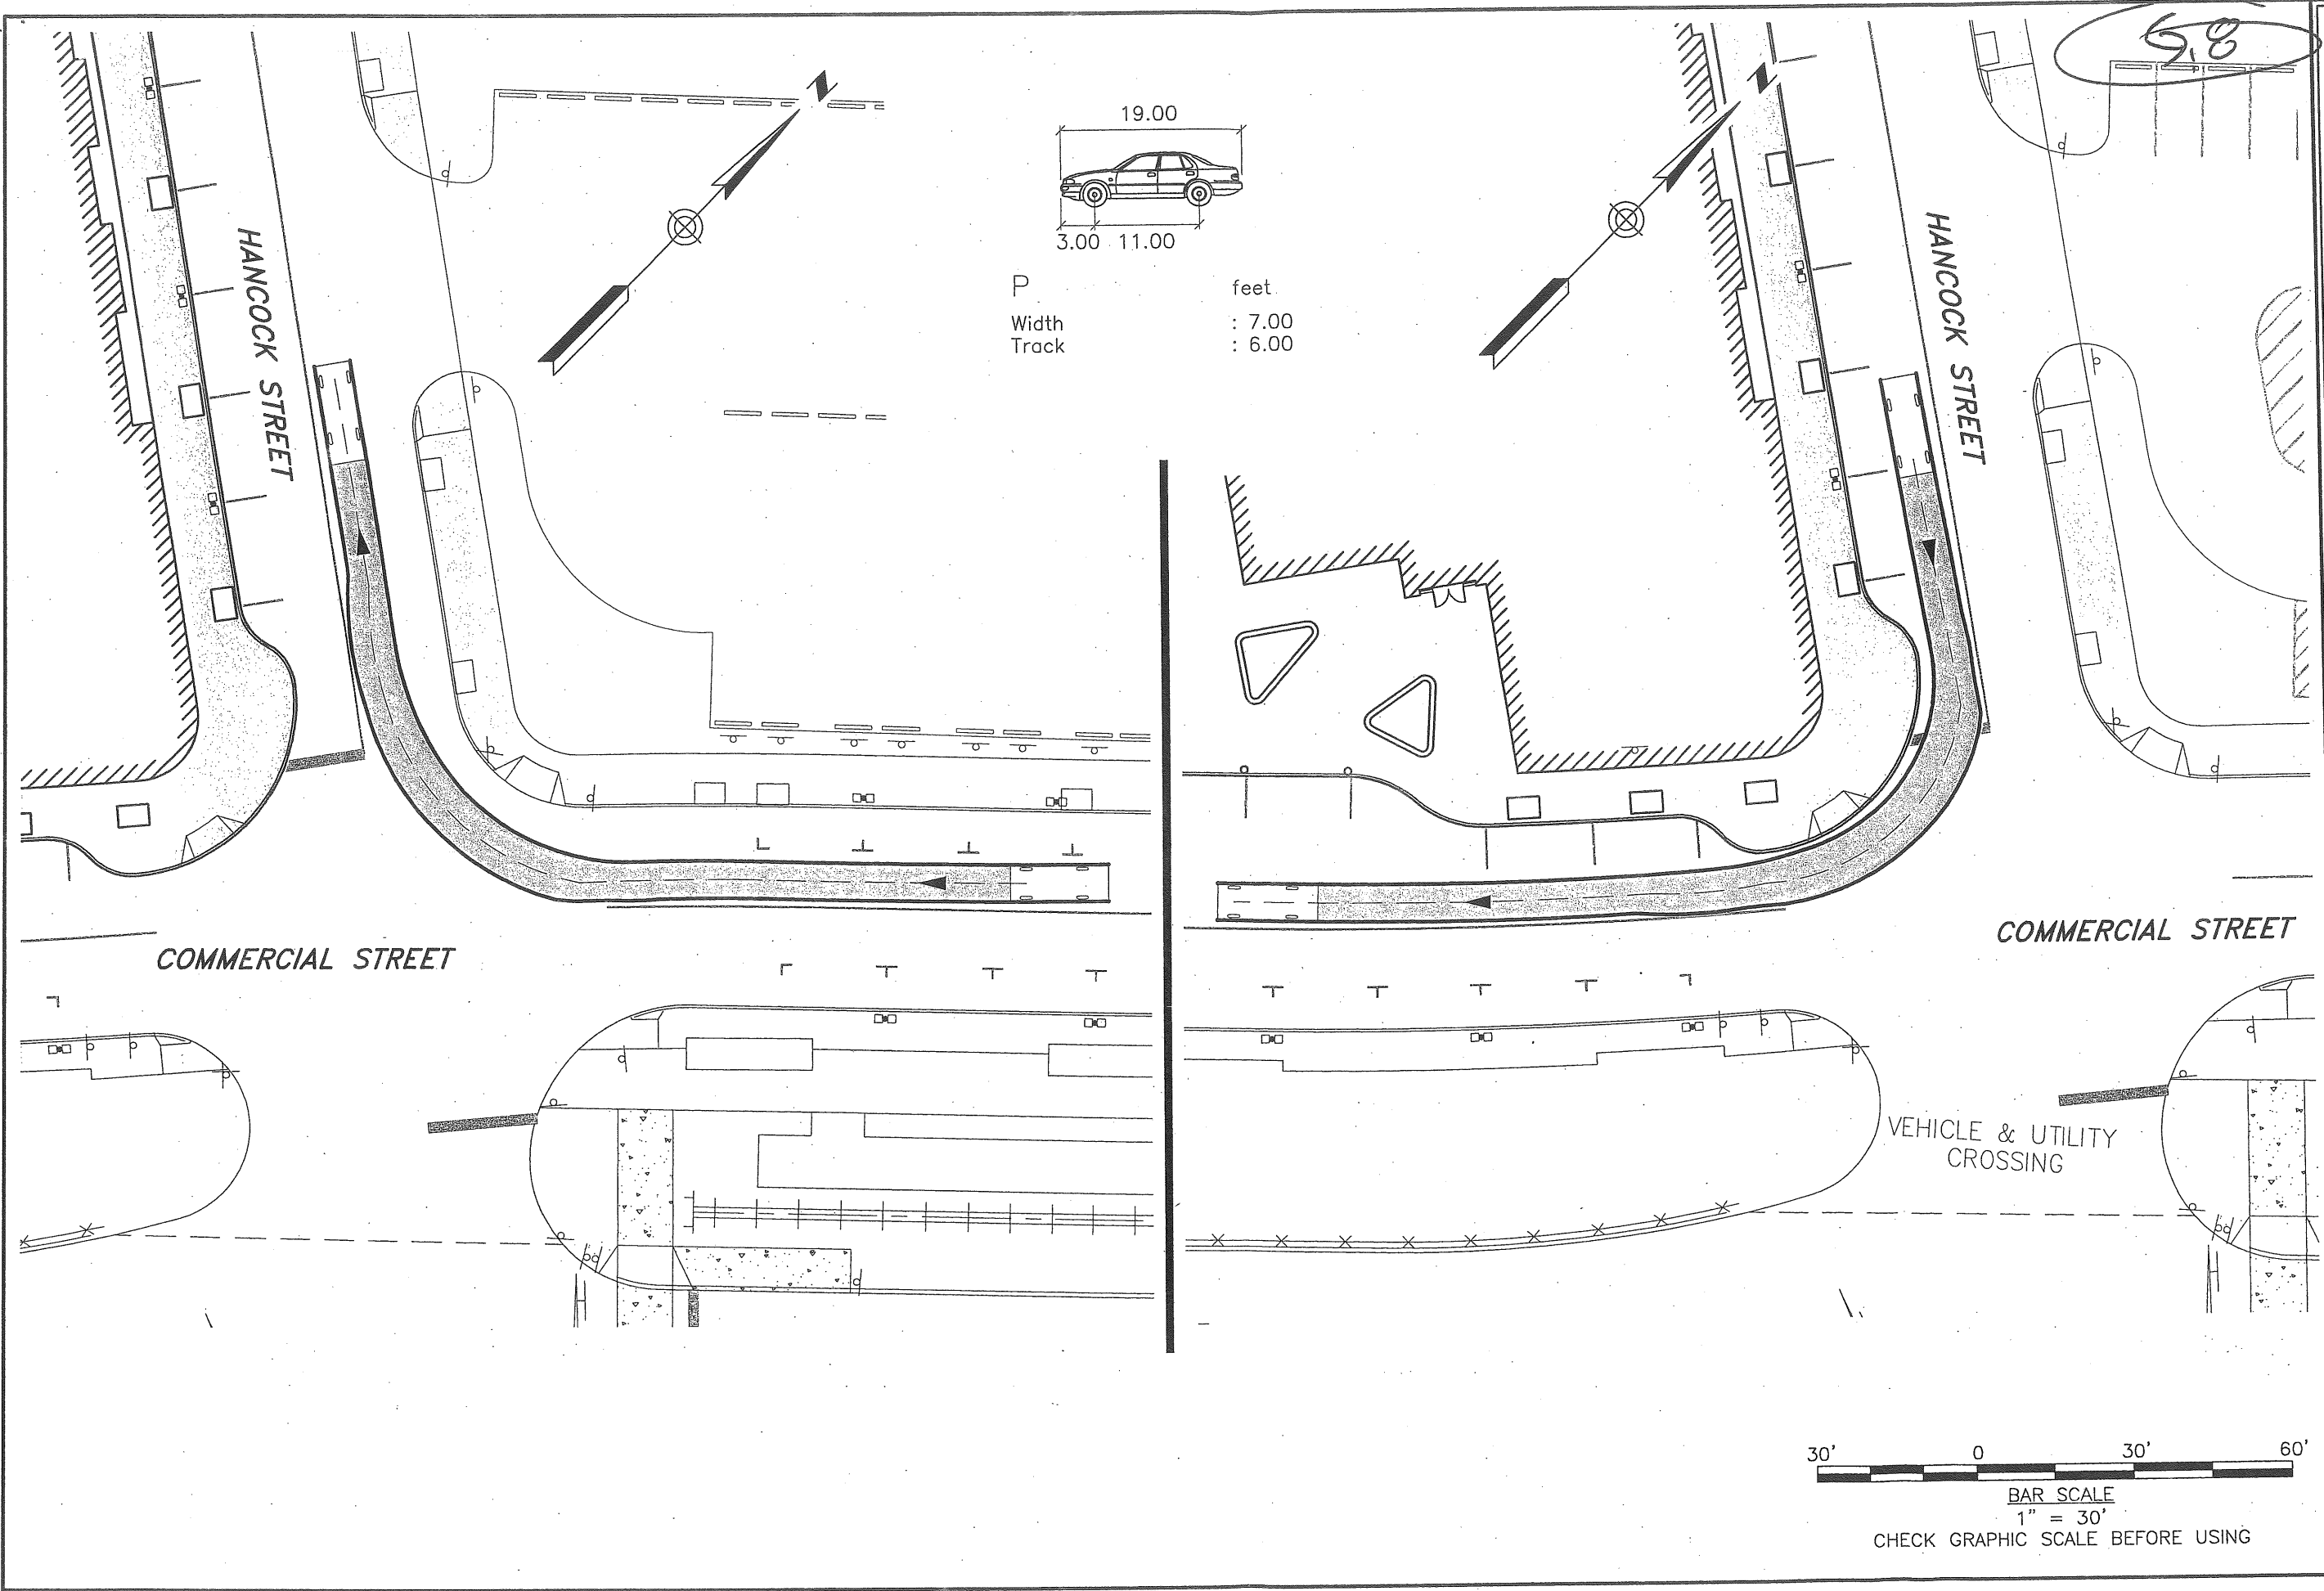 5.8
N
N
19.00
3.00 11.00
P feet
Width : 7.00
Track : 6.00
HANCOCK STREET
HANCOCK STREET
COMMERCIAL STREET
COMMERCIAL STREET
VEHICLE & UTILITY
CROSSING
30' 0 30' 60'
BAR SCALE
1" = 30'
CHECK GRAPHIC SCALE BEFORE USING